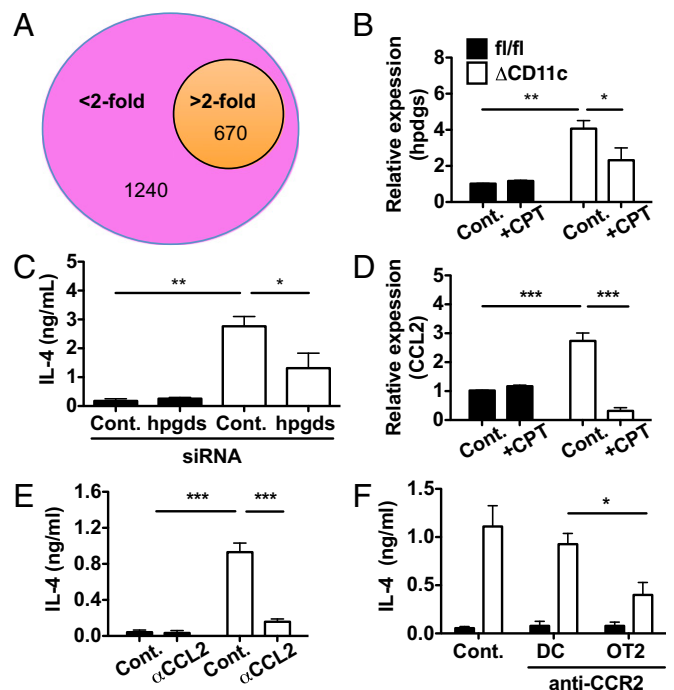 A
<2-fold
>2-fold
670
1240
B
fl/fl
ΔCD11c
Relative expession
(hpdgs)
8
6
4
2
0
**
*
Cont.
+CPT
Cont.
+CPT
C
IL-4 (ng/mL)
5
4
3
2
1
0
**
*
Cont. hpgds Cont. hpgds
siRNA
D
Relative expession
(CCL2)
5
4
3
2
1
0
***
***
Cont.
+CPT
Cont.
+CPT
E
IL-4 (ng/ml)
1.6
1.2
0.8
0.4
0.0
***
***
Cont.
αCCL2
Cont.
αCCL2
F
IL-4 (ng/ml)
1.5
1.0
0.5
0.0
*
Cont. DC OT2
anti-CCR2